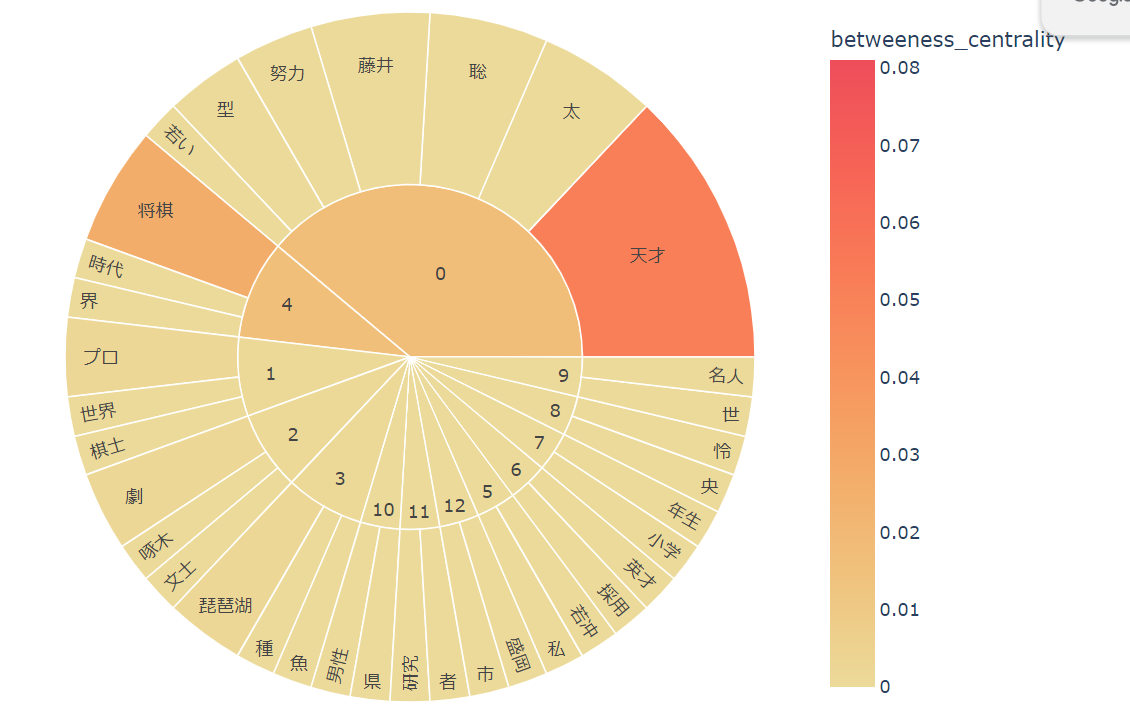 betweeness_centrality
0.08
0.07
0.06
0.05
0.04
0.03
0.02
0.01
0
天才
太
聡
藤井
努力
型
若い
将棋
時代
界
プロ
世界
棋士
劇
啄木
文士
琵琶湖
種
魚
男性
県
研究
者
市
盛岡
私
若冲
採用
英才
小学
年生
央
怜
世
名人
0
4
1
2
3
10
11
12
5
6
7
8
9